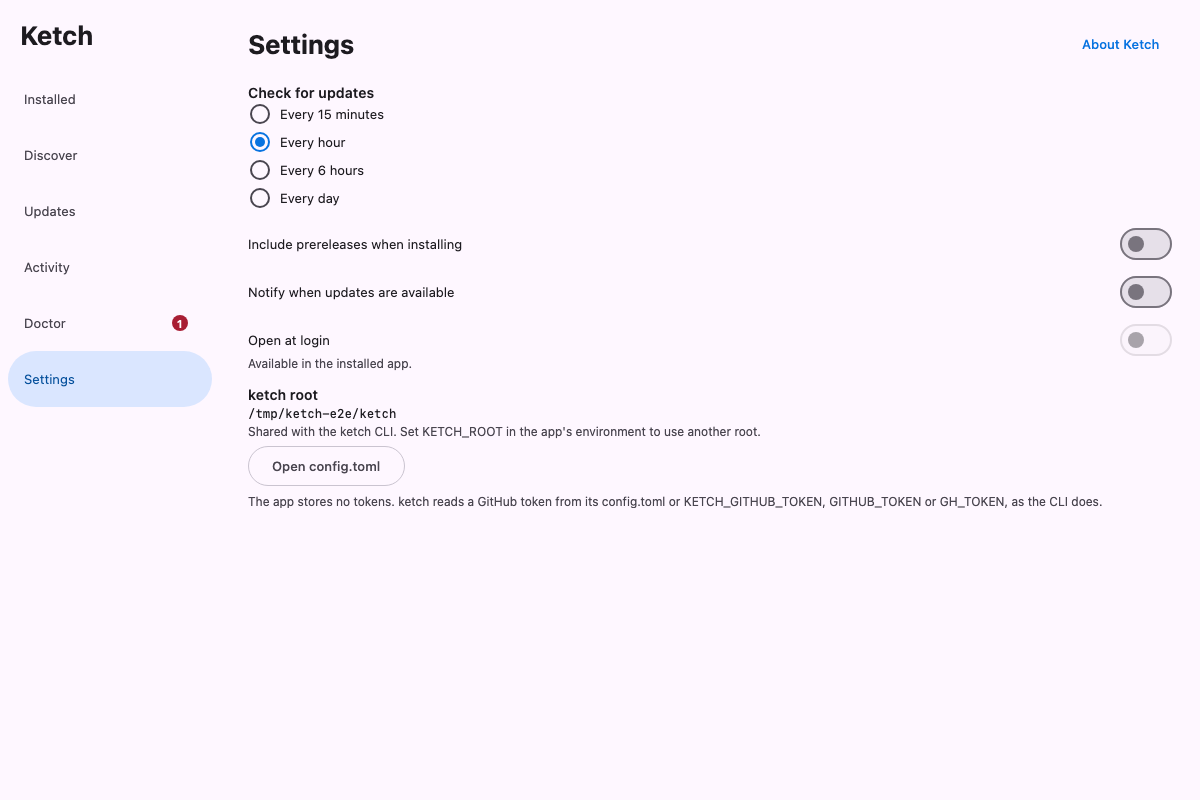 Ketch
Installed
Discover
Updates
Activity
Doctor
1
Settings
Settings
About Ketch
Check for updates
Every 15 minutes
Every hour
Every 6 hours
Every day
Include prereleases when installing
Notify when updates are available
Open at login
Available in the installed app.
ketch root
/tmp/ketch-e2e/ketch
Shared with the ketch CLI. Set KETCH_ROOT in the app's environment to use another root.
Open config.toml
The app stores no tokens. ketch reads a GitHub token from its config.toml or KETCH_GITHUB_TOKEN, GITHUB_TOKEN or GH_TOKEN, as the CLI does.